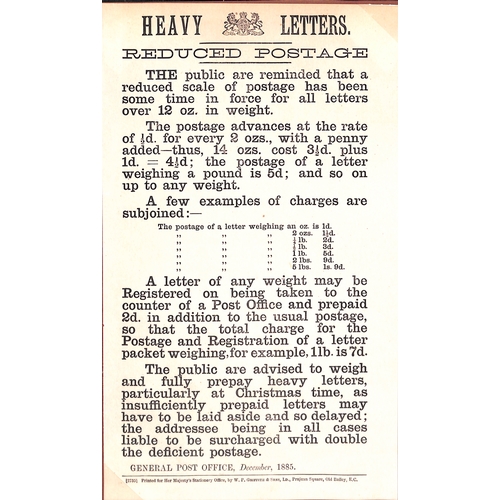 HEAVY LETTERS.
REDUCED POSTAGE
THE public are reminded that a
reduced scale of postage has been
some time in force for all letters
over 12 oz. in weight.
The postage advances at the rate
of ½d. for every 2 ozs., with a penny
added—thus, 14 ozs. cost 3½d. plus
1d. = 4½d; the postage of a letter
weighing a pound is 5d; and so on
up to any weight.
A few examples of charges are
subjoined:—
The postage of a letter weighing an oz. is 1d.
„ „ „ 2 ozs. 1½d.
„ „ „ ¼ lb. 2d.
„ „ „ ½ lb. 3d.
„ „ „ 1 lb. 5d.
„ „ „ 2 lbs. 9d.
„ „ „ 5 lbs. 1s. 9d.
A letter of any weight may be
Registered on being taken to the
counter of a Post Office and prepaid
2d. in addition to the usual postage,
so that the total charge for the
Postage and Registration of a letter
packet weighing, for example, 1lb. is 7d.
The public are advised to weigh
and fully prepay heavy letters,
particularly at Christmas time, as
insufficiently prepaid letters may
have to be laid aside and so delayed;
the addressee being in all cases
liable to be surcharged with double
the deficient postage.
GENERAL POST OFFICE, December, 1885.
Printed for Her Majesty's Stationery Office, by W. P. Griffith & Sons, Ld., Prujean Square, Old Bailey, E.C.